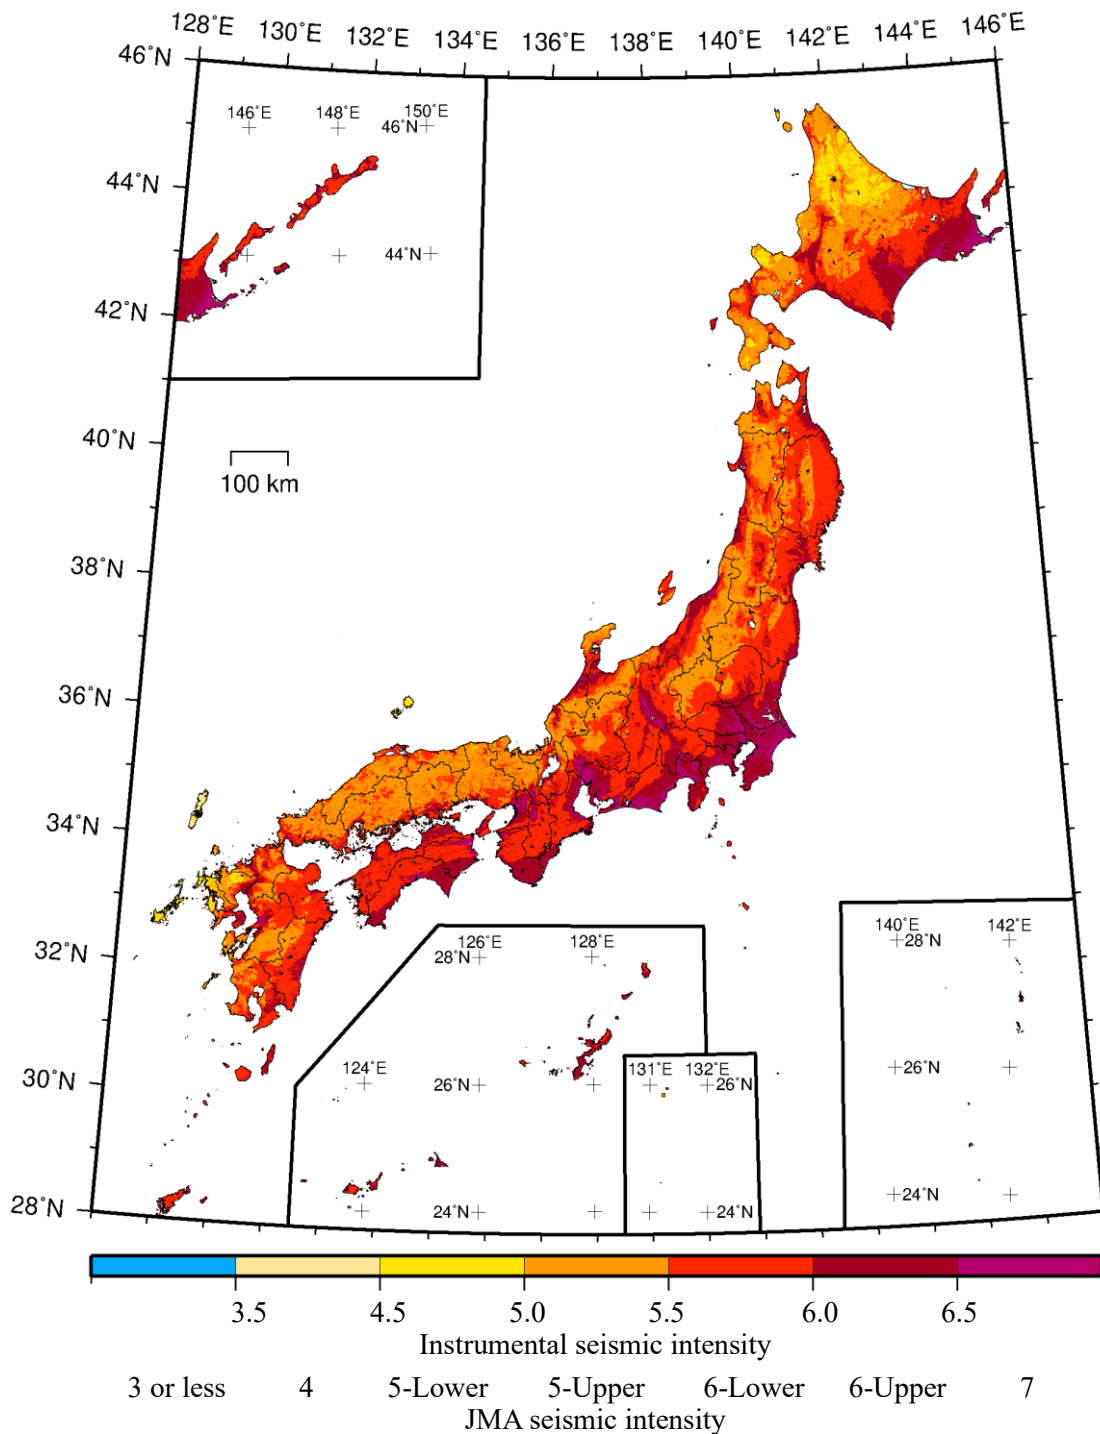 128˚E 130˚E 132˚E 134˚E 136˚E 138˚E 140˚E 142˚E 144˚E 146˚E
46˚N
146˚E 148˚E 150˚E
46˚N
44˚N
44˚N
42˚N
40˚N
100 km
38˚N
36˚N
34˚N
32˚N
126˚E 128˚E
28˚N
140˚E 142˚E
28˚N
30˚N
124˚E
26˚N
131˚E 132˚E
26˚N
26˚N
28˚N
24˚N
24˚N
24˚N
3.5 4.5 5.0 5.5 6.0 6.5
Instrumental seismic intensity
3 or less 4 5-Lower 5-Upper 6-Lower 6-Upper 7
JMA seismic intensity